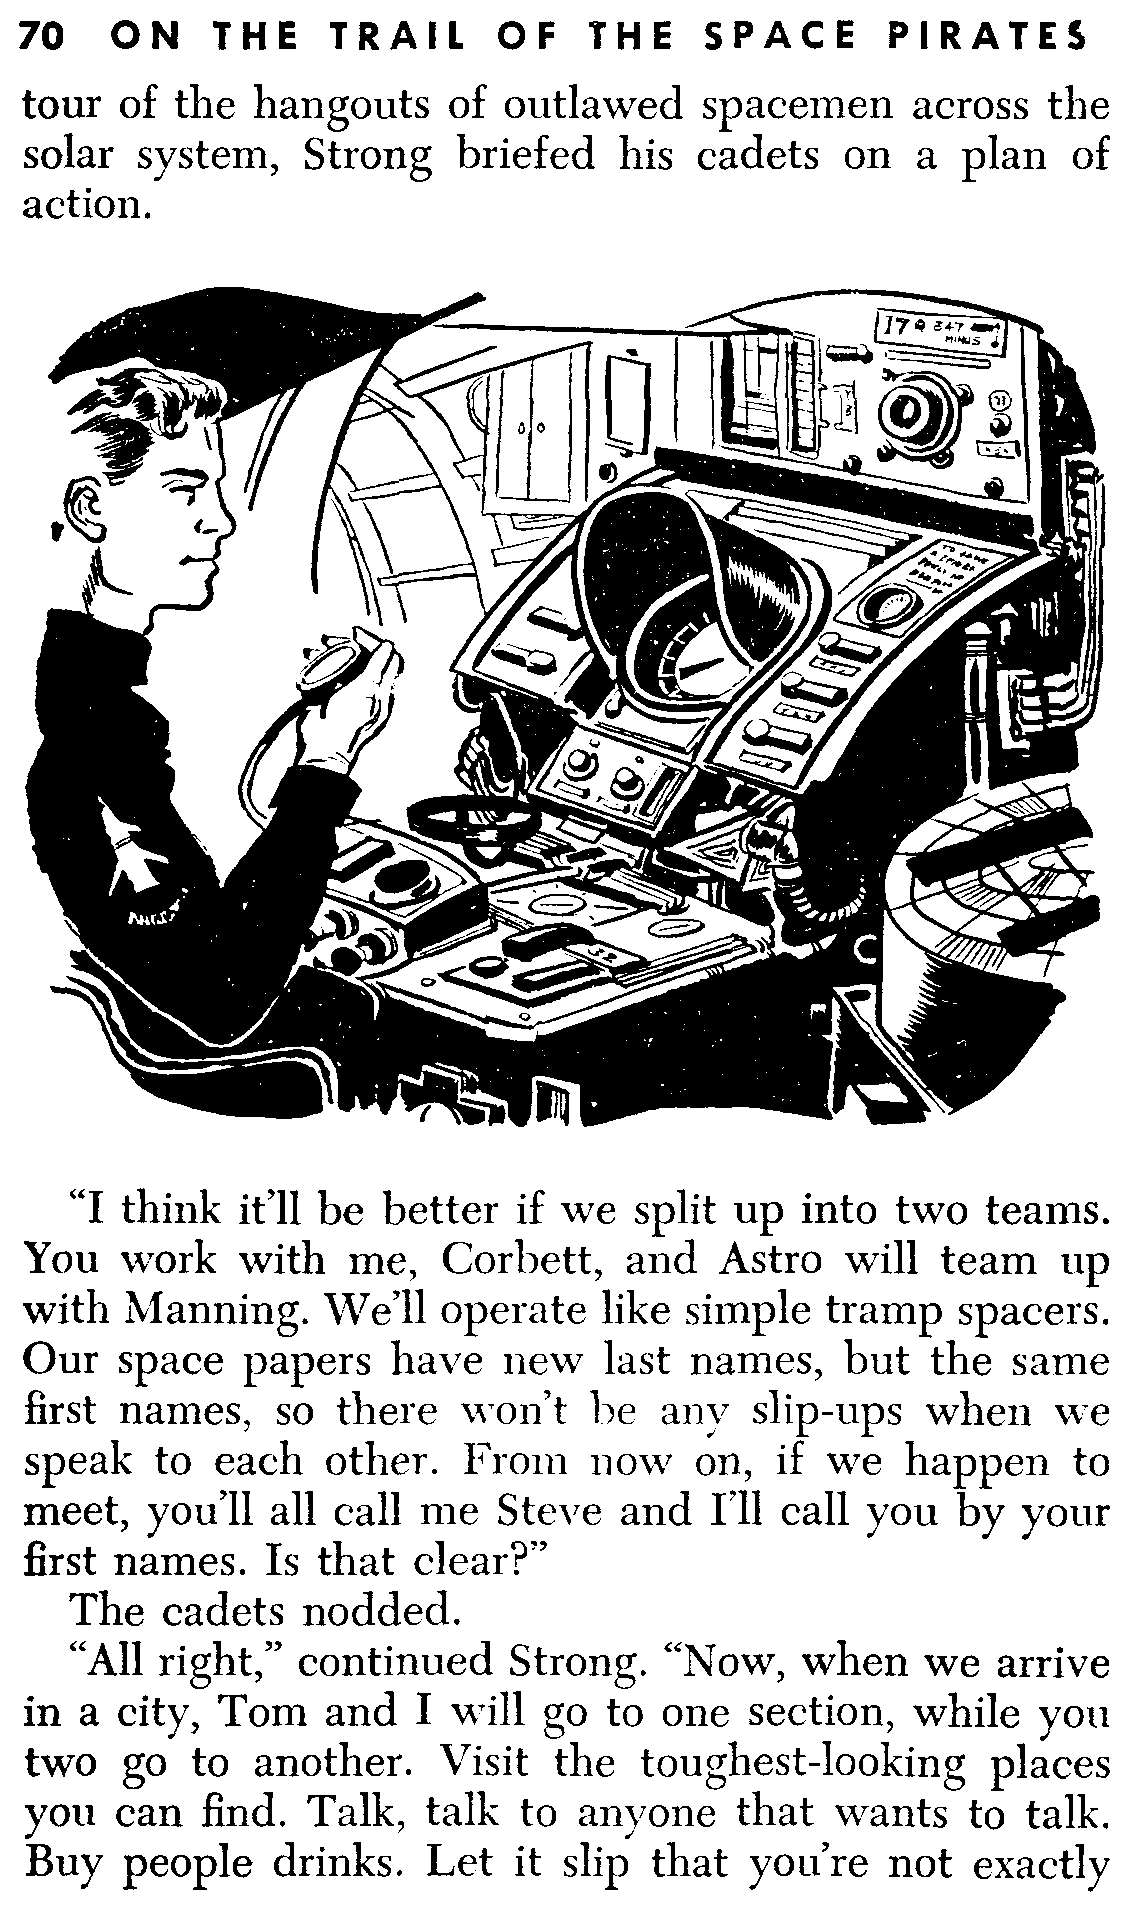 70 ON THE TRAIL OF THE SPACE PIRATES
tour of the hangouts of outlawed spacemen across the
solar system, Strong briefed his cadets on a plan of
action.
17
247
MINUS
“I think it’ll be better if we split up into two teams.
You work with me, Corbett, and Astro will team up
with Manning. We’ll operate like simple tramp spacers.
Our space papers have new last names, but the same
first names, so there won’t be any slip-ups when we
speak to each other. From now on, if we happen to
meet, you’ll all call me Steve and I’ll call you by your
first names. Is that clear?”
The cadets nodded.
“All right,” continued Strong. “Now, when we arrive
in a city, Tom and I will go to one section, while you
two go to another. Visit the toughest-looking places
you can find. Talk, talk to anyone that wants to talk.
Buy people drinks. Let it slip that you’re not exactly